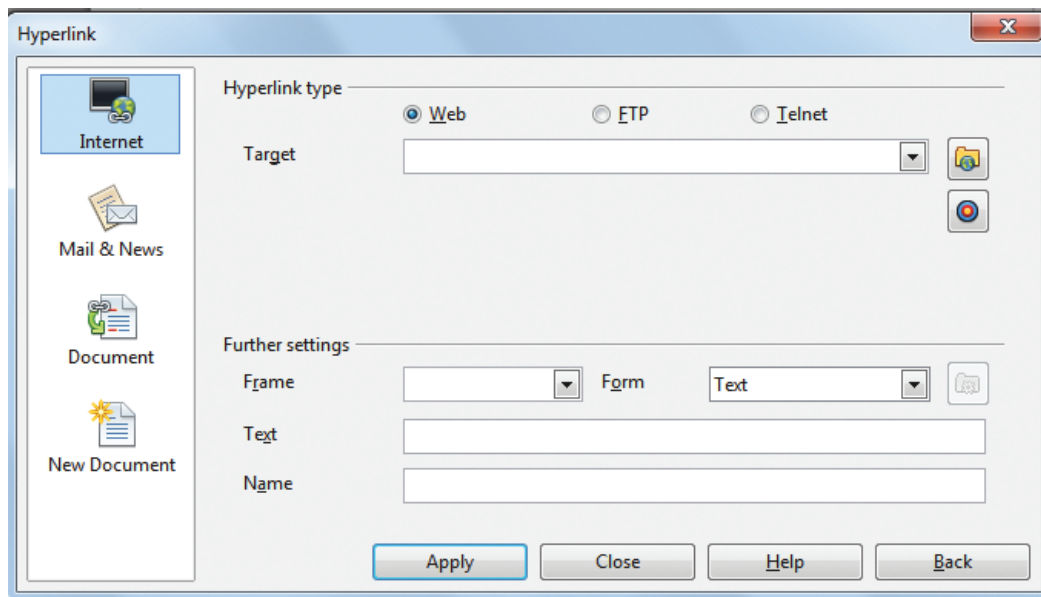 Hyperlink
Internet
Mail & News
Document
New Document
Hyperlink type
Web FTP Telnet
Target
Further settings
Frame Form Text
Text
Name
Apply Close Help Back